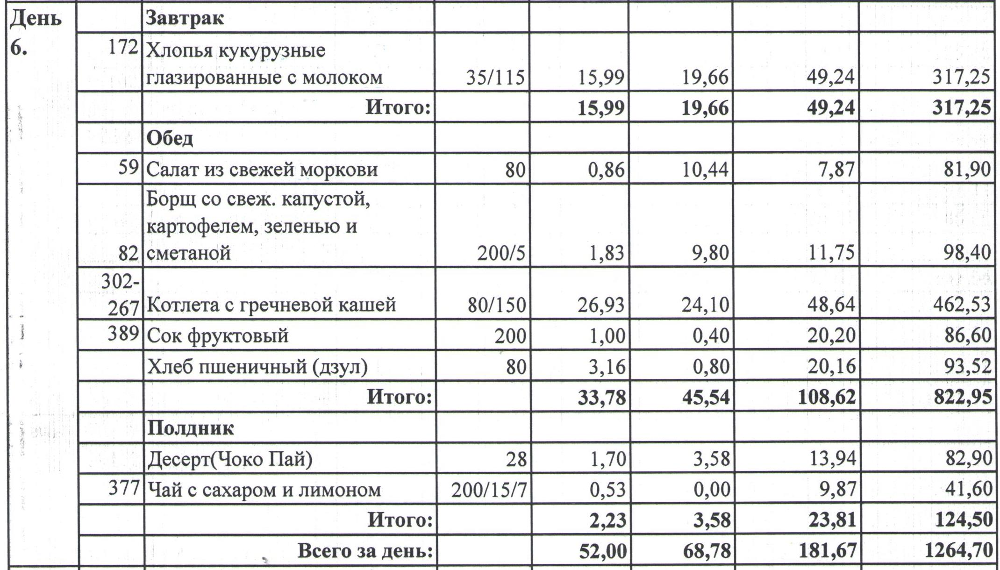 День Завтрак
6. 172 Хлопья кукурузные
глазированные с молоком 35/115 15,99 19,66 49,24 317,25
Итого: 15,99 19,66 49,24 317,25
Обед
59 Салат из свежей моркови 80 0,86 10,44 7,87 81,90
Борщ со свеж. капустой,
картофелем, зеленью и
82 сметаной 200/5 1,83 9,80 11,75 98,40
302-
267 Котлета с гречневой кашей 80/150 26,93 24,10 48,64 462,53
389 Сок фруктовый 200 1,00 0,40 20,20 86,60
Хлеб пшеничный (дзул) 80 3,16 0,80 20,16 93,52
Итого: 33,78 45,54 108,62 822,95
Полдник
Десерт(Чоко Пай) 28 1,70 3,58 13,94 82,90
377 Чай с сахаром и лимоном 200/15/7 0,53 0,00 9,87 41,60
Итого: 2,23 3,58 23,81 124,50
Всего за день: 52,00 68,78 181,67 1264,70